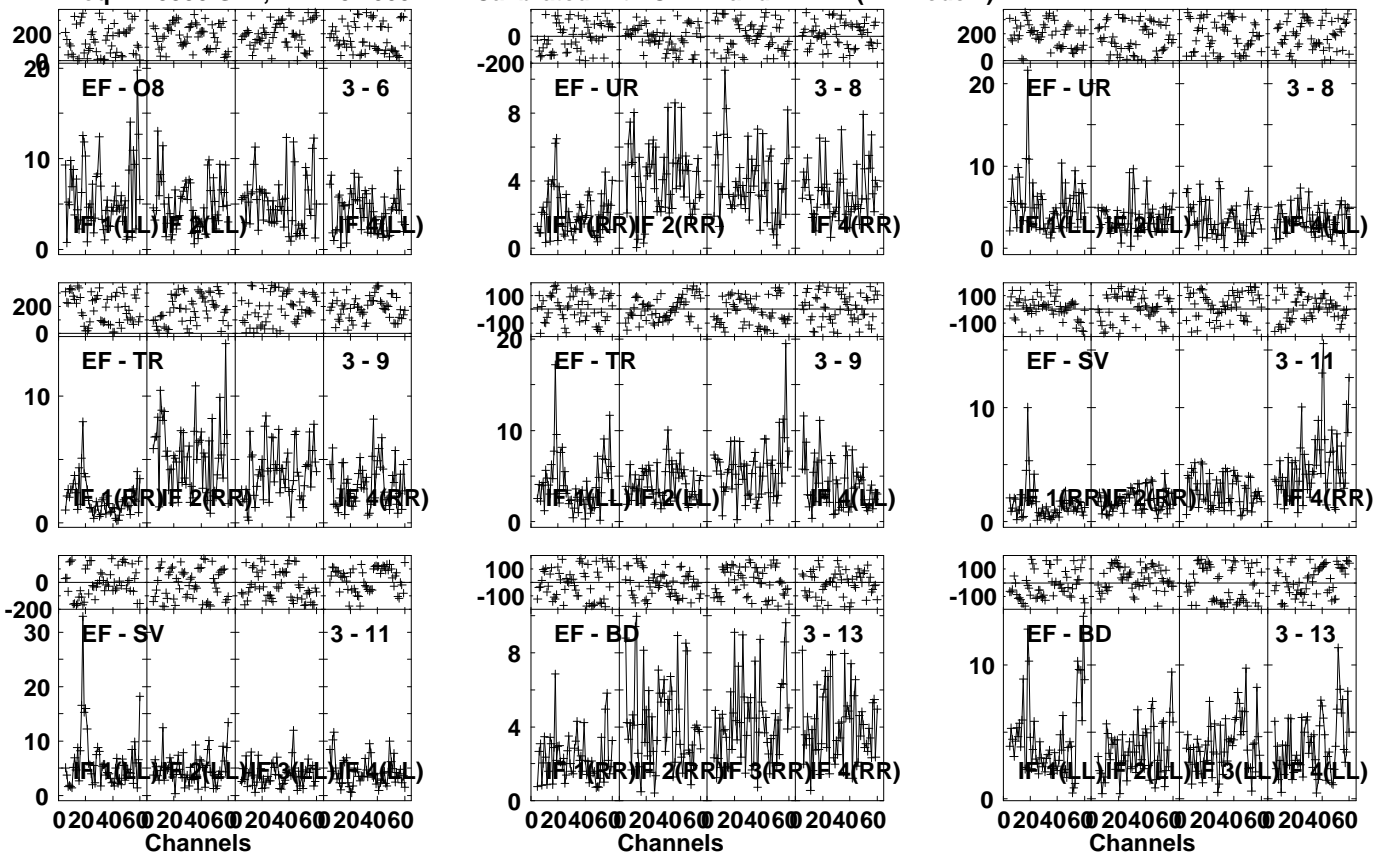 200
0
20
EF - O8 3 - 6
10
IF 1(LL) IF 2(LL) IF 4(LL)
0
0
-200
EF - UR 3 - 8
8
4
IF 1(RR) IF 2(RR) IF 4(RR)
0
200
0
20
EF - UR 3 - 8
10
IF 1(LL) IF 2(LL) IF 4(LL)
0
200
0
EF - TR 3 - 9
10
IF 1(RR) IF 2(RR) IF 4(RR)
0
100
-100
20
EF - TR 3 - 9
10
IF 1(LL) IF 2(LL) IF 4(LL)
0
100
-100
EF - SV 3 - 11
10
IF 1(RR) IF 2(RR) IF 4(RR)
0
0
-200
30
EF - SV 3 - 11
20
10
IF 1(LL) IF 2(LL) IF 3(LL) IF 4(LL)
0
0 20 40 60 0 20 40 60 0 20 40 60 0 20 40 60
Channels
100
-100
8
EF - BD 3 - 13
4
IF 1(RR) IF 2(RR) IF 3(RR) IF 4(RR)
0
0 20 40 60 0 20 40 60 0 20 40 60 0 20 40 60
100
-100
EF - BD 3 - 13
10
IF 1(LL) IF 2(LL) IF 3(LL) IF 4(LL)
0
0 20 40 60 0 20 40 60 0 20 40 60 0 20 40 60
Channels